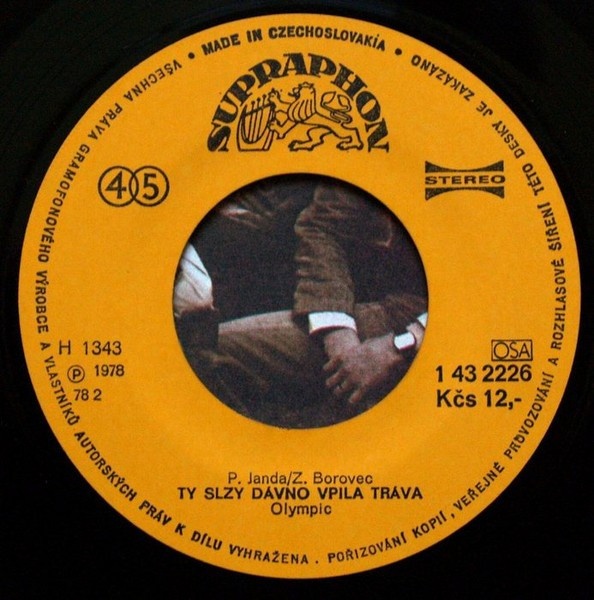 • MADE IN CZECHOSLOVAKIA •
VŠECHNA PRÁVA GRAMOFONOVÉHO VÝROBCE A VLASTNÍKŮ AUTORSKÝCH PRÁV K DÍLU VYHRAŽENA. POŘIZOVÁNÍ KOPIÍ, VEŘEJNÉ PROVOZOVÁNÍ A ROZHLASOVÉ ŠÍŘENÍ TÉTO DESKY JE ZAKÁZÁNO
SUPRAPHON
45
STEREO
H 1343
Ⓟ 1978
78 2
OSA
1 43 2226
Kčs 12,-
P. Janda/Z. Borovec
TY SLZY DÁVNO VPILA TRÁVA
Olympic